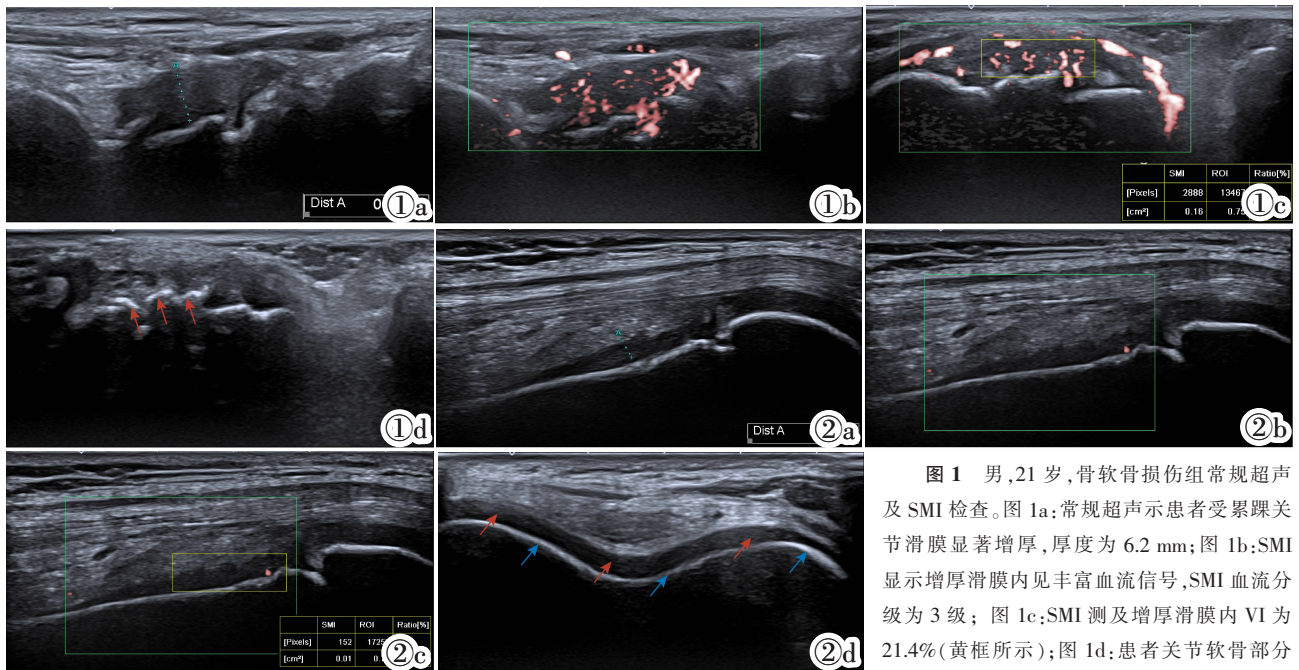 Dist A 0
①a
①b
SMI ROI Ratio[%]
[Pixels] 2888 13467
[cm²] 0.16 0.75
①c
①d
Dist A
②a
②b
SMI ROI Ratio[%]
[Pixels] 152 1725
[cm²] 0.01 0.
②c
②d
图1 男,21 岁,骨软骨损伤组常规超声
及 SMI 检查。图 1a:常规超声示患者受累踝关
节滑膜显著增厚,厚度为 6.2 mm;图 1b:SMI
显示增厚滑膜内见丰富血流信号,SMI 血流分
级为 3 级; 图 1c:SMI 测及增厚滑膜内 VI 为
21.4%(黄框所示);图 1d:患者关节软骨部分